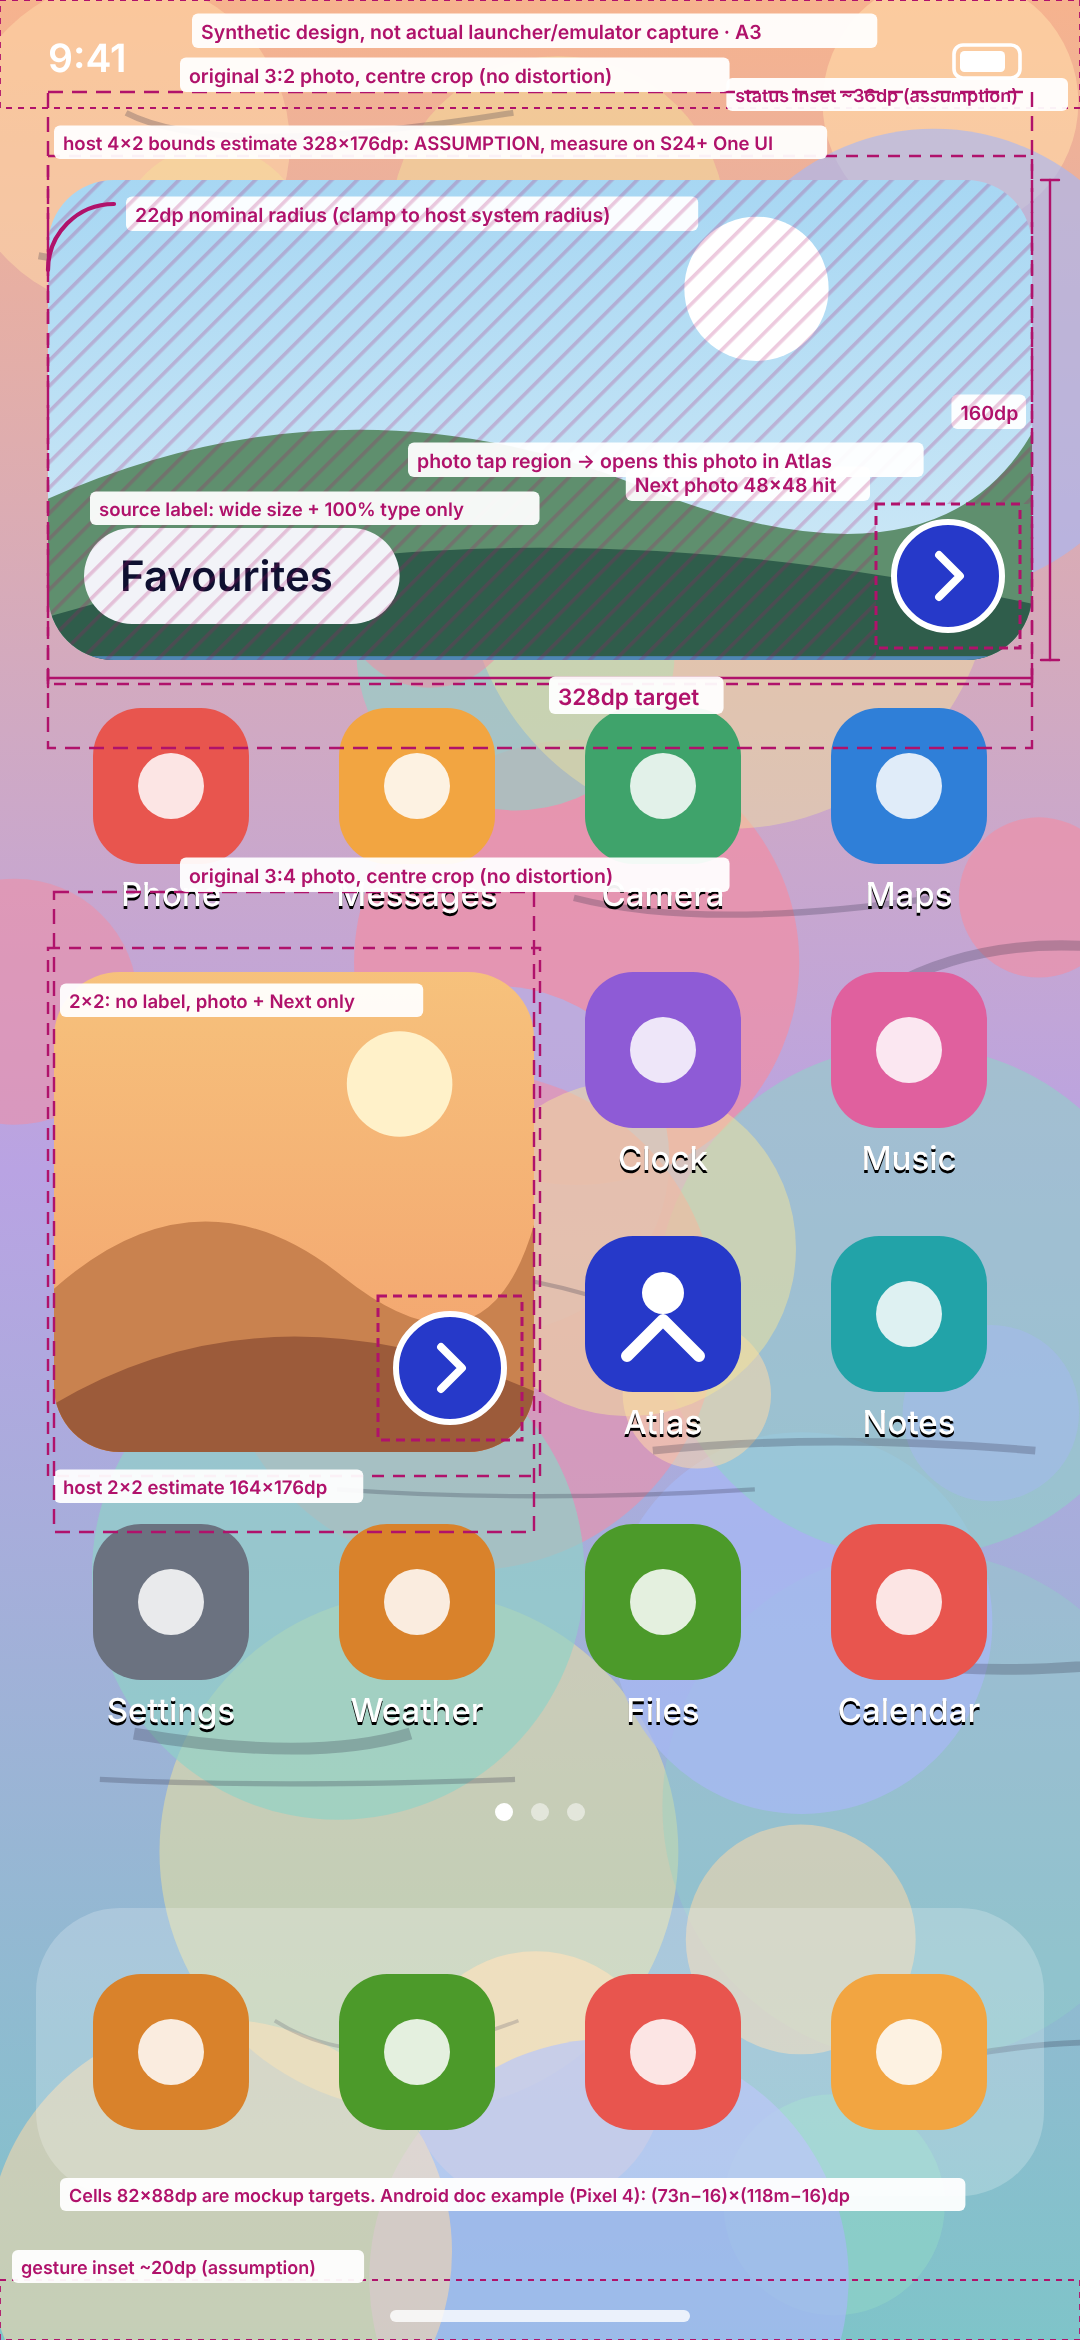 Synthetic design, not actual launcher/emulator capture · A3
9:41
original 3:2 photo, centre crop (no distortion)
status inset ~36dp (assumption)
host 4×2 bounds estimate 328×176dp: ASSUMPTION, measure on S24+ One UI
22dp nominal radius (clamp to host system radius)
160dp
photo tap region → opens this photo in Atlas
Next photo 48×48 hit
source label: wide size + 100% type only
Favourites
328dp target
original 3:4 photo, centre crop (no distortion)
Phone Messages Camera Maps
2×2: no label, photo + Next only
Clock Music
Atlas Notes
host 2×2 estimate 164×176dp
Settings Weather Files Calendar
Cells 82×88dp are mockup targets. Android doc example (Pixel 4): (73n−16)×(118m−16)dp
gesture inset ~20dp (assumption)